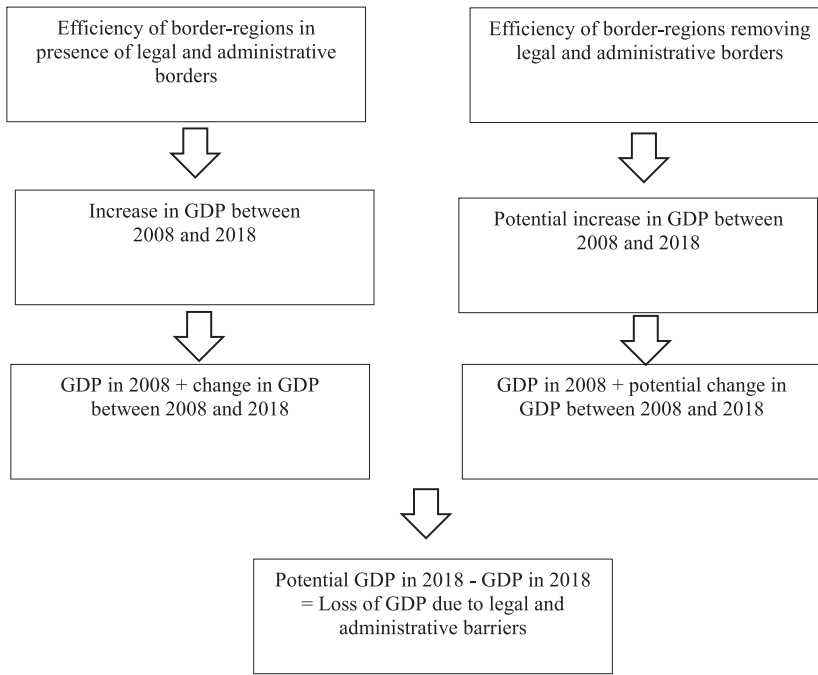 Efficiency of border-regions in
presence of legal and administrative
borders
Efficiency of border-regions removing
legal and administrative borders
Increase in GDP between
2008 and 2018
Potential increase in GDP between
2008 and 2018
GDP in 2008 + change in GDP
between 2008 and 2018
GDP in 2008 + potential change in
GDP between 2008 and 2018
Potential GDP in 2018 - GDP in 2018
= Loss of GDP due to legal and
administrative barriers